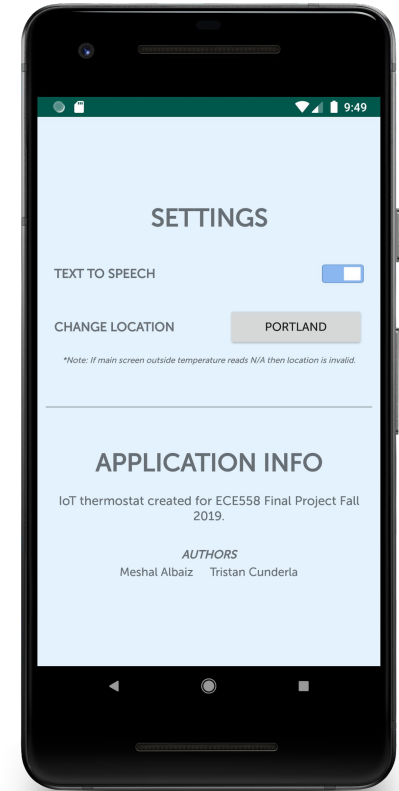 9:49
SETTINGS
TEXT TO SPEECH
CHANGE LOCATION PORTLAND
*Note: If main screen outside temperature reads N/A then location is invalid.
APPLICATION INFO
IoT thermostat created for ECE558 Final Project Fall
2019.
AUTHORS
Meshal Albaiz Tristan Cunderla